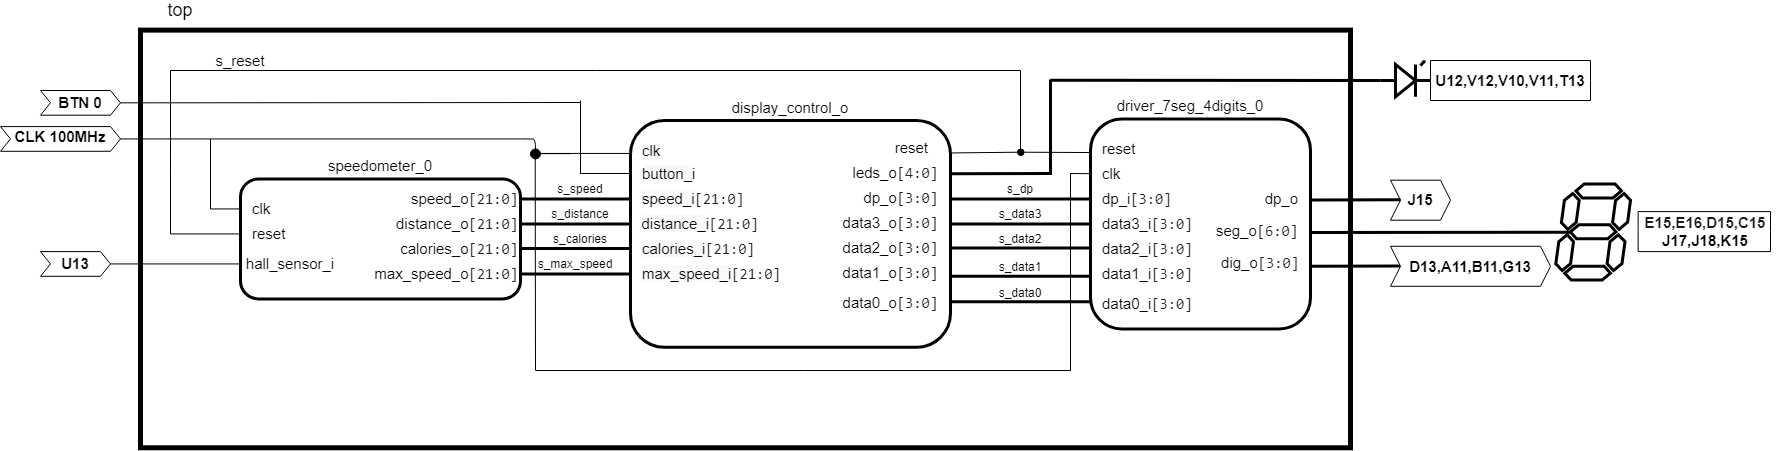 top
s_reset
BTN 0
CLK 100MHz
U13
speedometer_0
clk
reset
hall_sensor_i
speed_o[21:0]
distance_o[21:0]
calories_o[21:0]
max_speed_o[21:0]
s_speed
s_distance
s_calories
s_max_speed
display_control_o
clk
button_i
speed_i[21:0]
distance_i[21:0]
calories_i[21:0]
max_speed_i[21:0]
reset
leds_o[4:0]
dp_o[3:0]
data3_o[3:0]
data2_o[3:0]
data1_o[3:0]
data0_o[3:0]
s_dp
s_data3
s_data2
s_data1
s_data0
driver_7seg_4digits_0
reset
clk
dp_i[3:0]
data3_i[3:0]
data2_i[3:0]
data1_i[3:0]
data0_i[3:0]
dp_o
seg_o[6:0]
dig_o[3:0]
U12,V12,V10,V11,T13
J15
E15,E16,D15,C15
J17,J18,K15
D13,A11,B11,G13